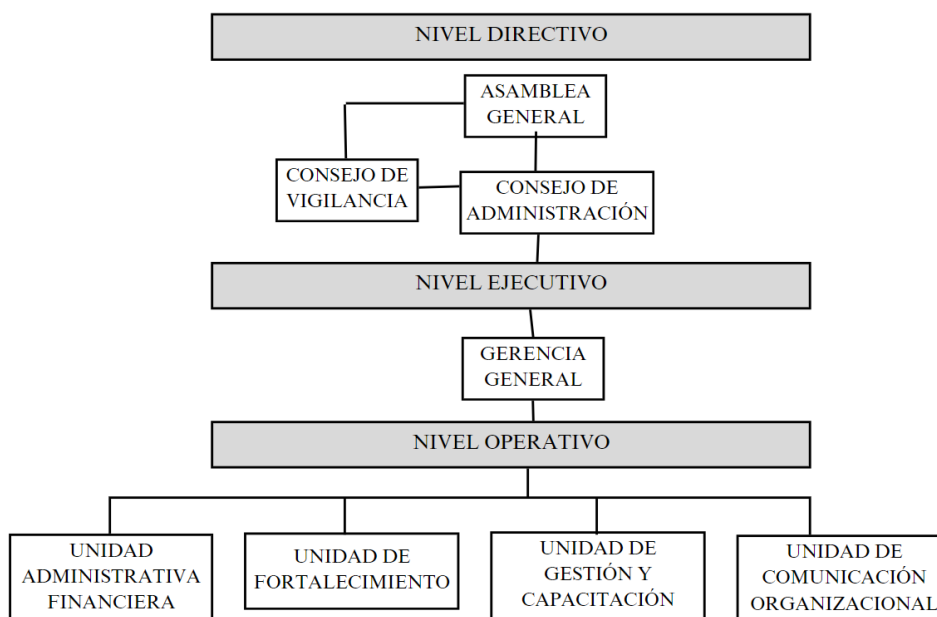 NIVEL DIRECTIVO
ASAMBLEA
GENERAL
CONSEJO DE
VIGILANCIA
CONSEJO DE
ADMINISTRACIÓN
NIVEL EJECUTIVO
GERENCIA
GENERAL
NIVEL OPERATIVO
UNIDAD
ADMINISTRATIVA
FINANCIERA
UNIDAD DE
FORTALECIMIENTO
UNIDAD DE
GESTIÓN Y
CAPACITACIÓN
UNIDAD DE
COMUNICACIÓN
ORGANIZACIONAL